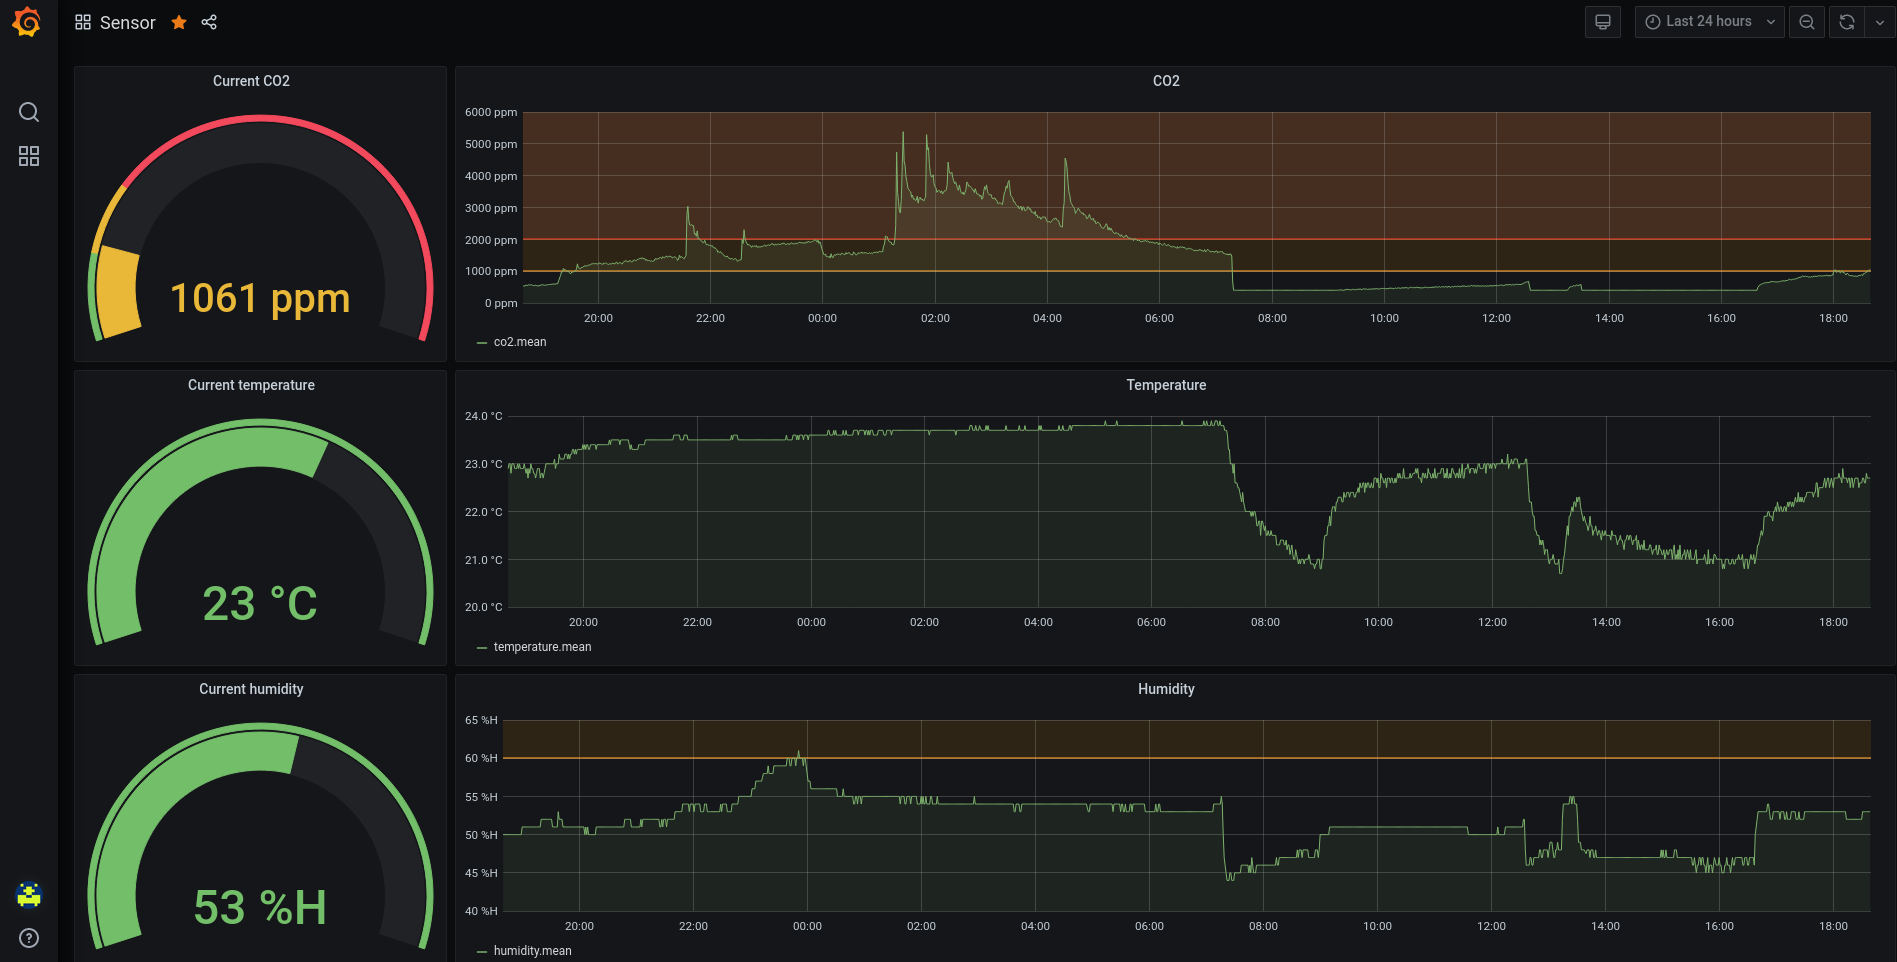 Sensor
Last 24 hours
Current CO2
1061 ppm
CO2
6000 ppm
5000 ppm
4000 ppm
3000 ppm
2000 ppm
1000 ppm
0 ppm
20:00 22:00 00:00 02:00 04:00 06:00 08:00 10:00 12:00 14:00 16:00 18:00
co2.mean
Current temperature
23 °C
Temperature
24.0 °C
23.0 °C
22.0 °C
21.0 °C
20.0 °C
20:00 22:00 00:00 02:00 04:00 06:00 08:00 10:00 12:00 14:00 16:00 18:00
temperature.mean
Current humidity
53 %H
Humidity
65 %H
60 %H
55 %H
50 %H
45 %H
40 %H
20:00 22:00 00:00 02:00 04:00 06:00 08:00 10:00 12:00 14:00 16:00 18:00
humidity.mean